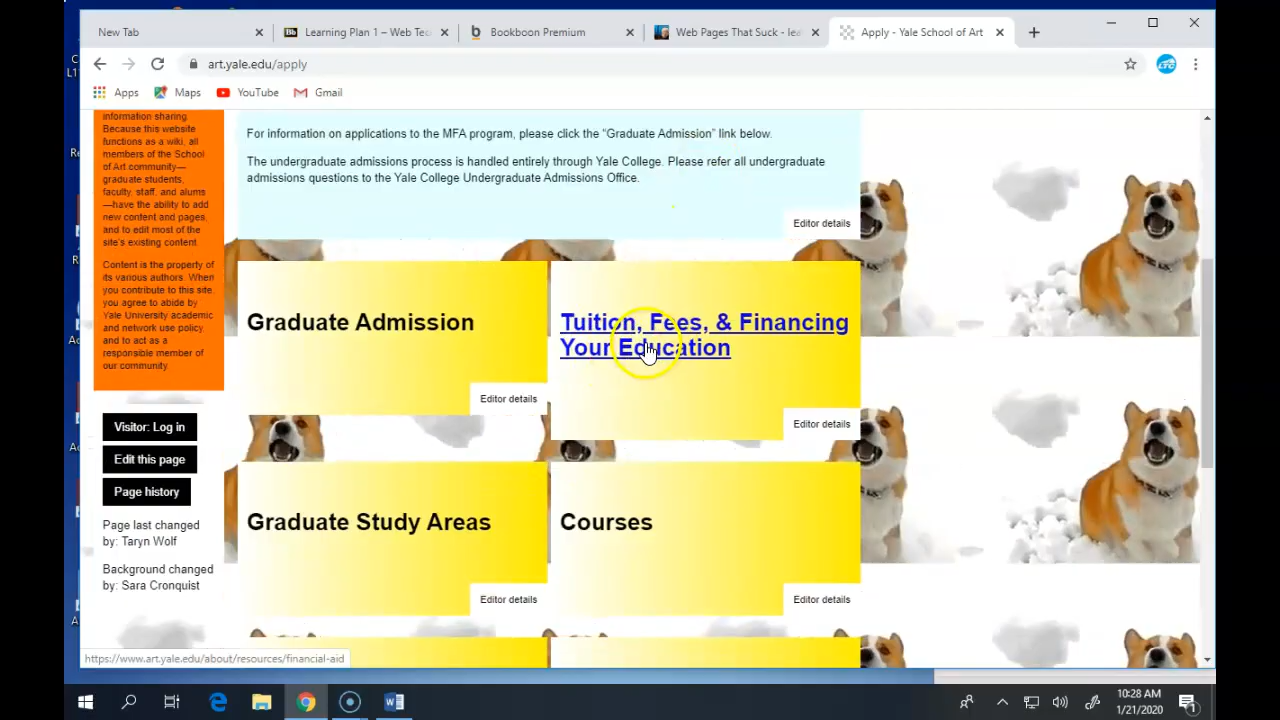 New Tab
Learning Plan 1 – Web Tec
Bookboon Premium
Web Pages That Suck - lea
Apply - Yale School of Art
art.yale.edu/apply
Apps
Maps
YouTube
Gmail
information sharing.
Because this website
functions as a wiki, all
members of the School
of Art community—
graduate students,
faculty, staff, and alums
—have the ability to add
new content and pages,
and to edit most of the
site's existing content.
Content is the property of
its various authors. When
you contribute to this site,
you agree to abide by
Yale University academic
and network use policy,
and to act as a
responsible member of
our community.
Visitor: Log in
Edit this page
Page history
Page last changed
by: Taryn Wolf
Background changed
by: Sara Cronquist
For information on applications to the MFA program, please click the “Graduate Admission” link below.
The undergraduate admissions process is handled entirely through Yale College. Please refer all undergraduate
admissions questions to the Yale College Undergraduate Admissions Office.
Editor details
Graduate Admission
Editor details
Tuition, Fees, & Financing
Your Education
Editor details
Graduate Study Areas
Editor details
Courses
Editor details
https://www.art.yale.edu/about/resources/financial-aid
10:28 AM
1/21/2020